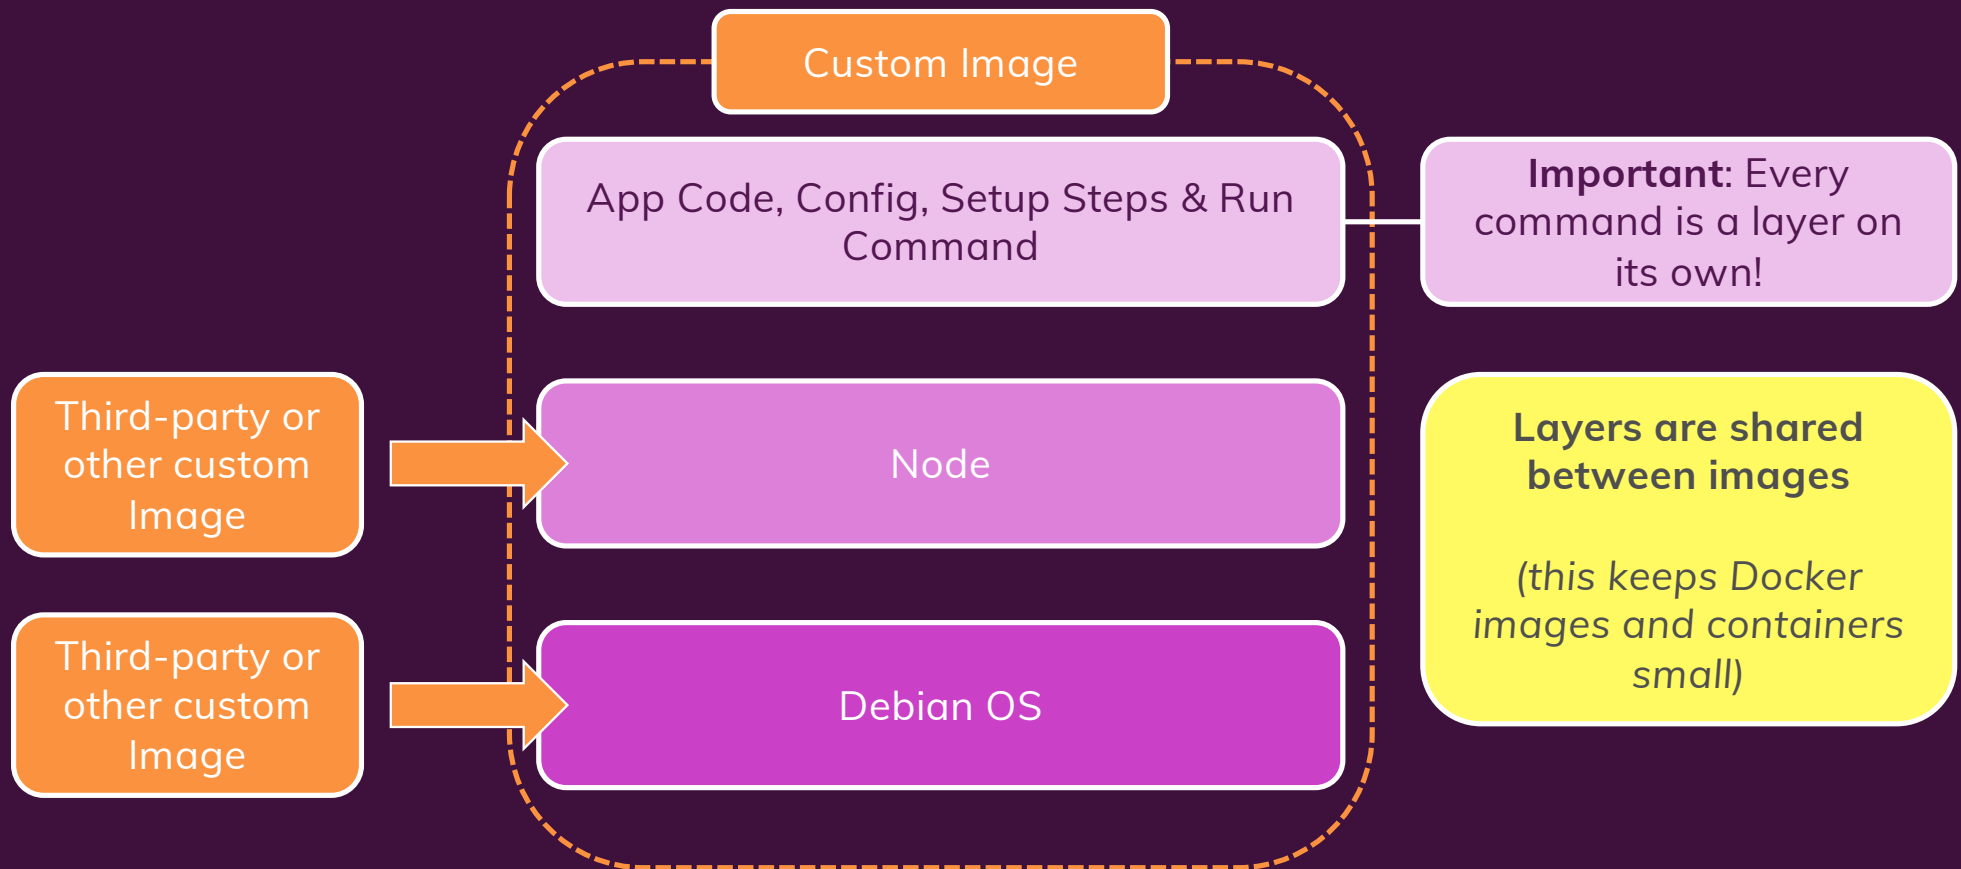 Custom Image
App Code, Config, Setup Steps & Run
Command
Important: Every
command is a layer on
its own!
Third-party or
other custom
Image
Node
Layers are shared
between images
(this keeps Docker
images and containers
small)
Third-party or
other custom
Image
Debian OS